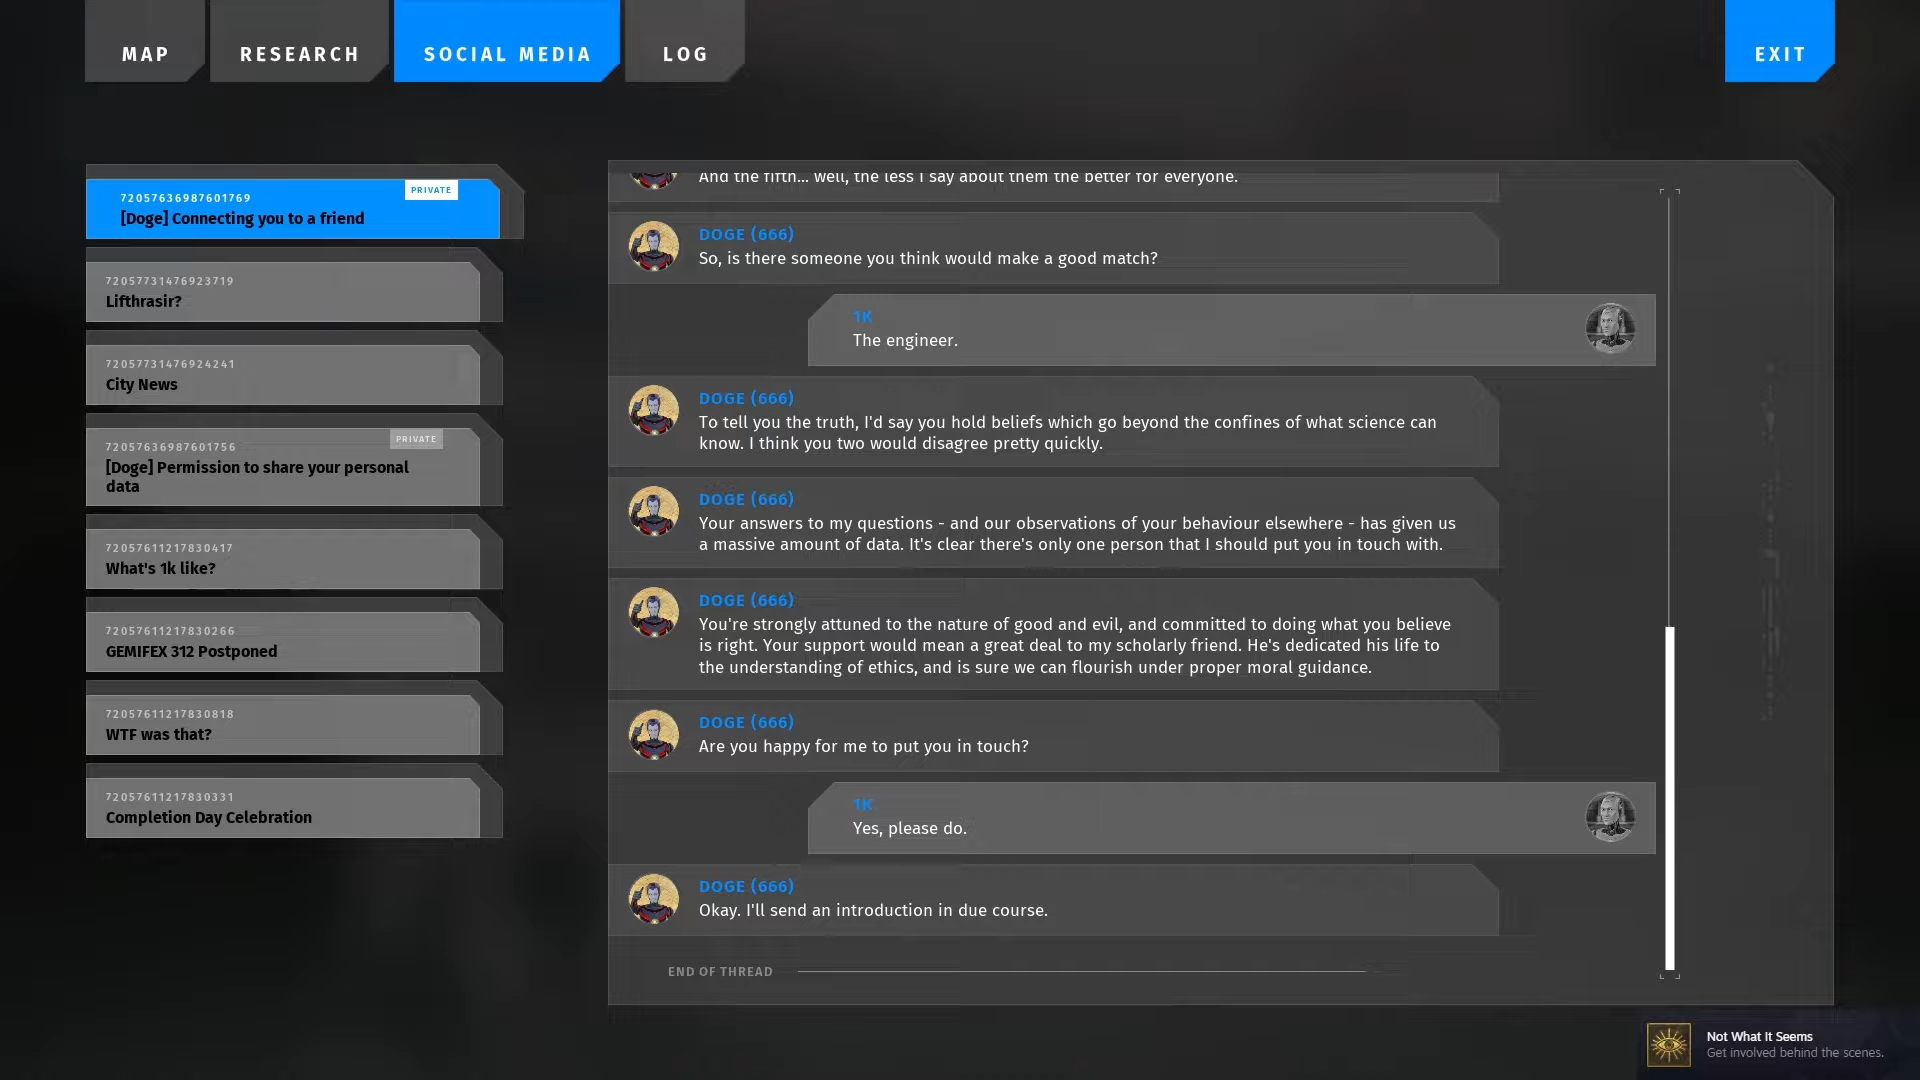 MAP
RESEARCH
SOCIAL MEDIA
LOG
EXIT
72057636987601769
PRIVATE
[Doge] Connecting you to a friend
72057731476923719
Lifthrasir?
72057731476924241
City News
72057636987601756
PRIVATE
[Doge] Permission to share your personal
data
72057611217830417
What's 1k like?
72057611217830266
GEMIFEX 312 Postponed
72057611217830818
WTF was that?
72057611217830331
Completion Day Celebration
And the fifth... well, the less I say about them the better for everyone.
DOGE (666)
So, is there someone you think would make a good match?
1K
The engineer.
DOGE (666)
To tell you the truth, I'd say you hold beliefs which go beyond the confines of what science can
know. I think you two would disagree pretty quickly.
DOGE (666)
Your answers to my questions - and our observations of your behaviour elsewhere - has given us
a massive amount of data. It's clear there's only one person that I should put you in touch with.
DOGE (666)
You're strongly attuned to the nature of good and evil, and committed to doing what you believe
is right. Your support would mean a great deal to my scholarly friend. He's dedicated his life to
the understanding of ethics, and is sure we can flourish under proper moral guidance.
DOGE (666)
Are you happy for me to put you in touch?
1K
Yes, please do.
DOGE (666)
Okay. I'll send an introduction in due course.
END OF THREAD
Not What It Seems
Get involved behind the scenes.